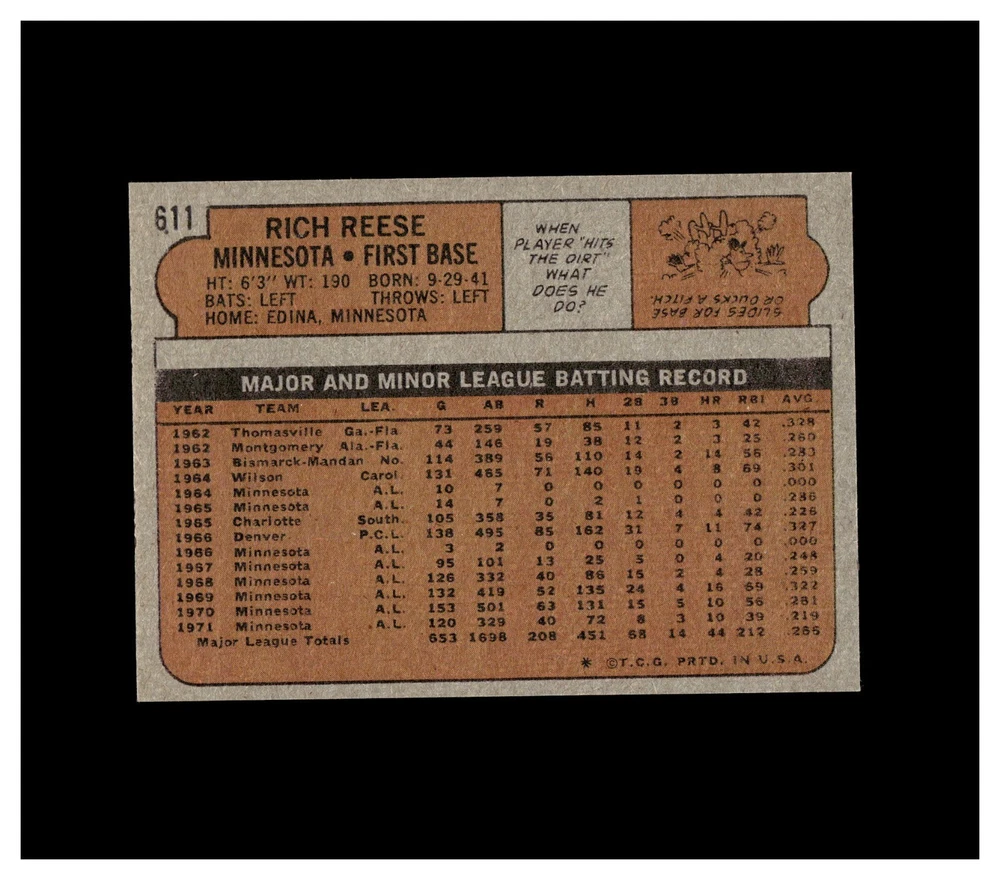 611
RICH REESE
MINNESOTA • FIRST BASE
HT: 6'3" WT: 190 BORN: 9-29-41
BATS: LEFT THROWS: LEFT
HOME: EDINA, MINNESOTA
WHEN
PLAYER "HITS
THE DIRT"
WHAT
DOES HE
DO?
SLIDES FOR BASE
OR DUCKS A PITCH.
MAJOR AND MINOR LEAGUE BATTING RECORD
YEAR TEAM LEA. G AB R H 2B 3B HR RBI AVG.
1962 Thomasville Ga.-Fla. 73 259 57 85 11 2 3 42 .328
1962 Montgomery Ala.-Fla. 44 146 19 38 12 2 3 25 .260
1963 Bismarck-Mandan No. 114 389 56 110 14 2 14 56 .283
1964 Wilson Carol. 131 465 71 140 19 4 8 69 .301
1964 Minnesota A.L. 10 7 0 0 0 0 0 0 .000
1965 Minnesota A.L. 14 7 0 2 1 0 0 0 .286
1965 Charlotte South. 105 358 35 81 12 4 4 42 .226
1966 Denver P.C.L. 138 495 85 162 31 7 11 74 .327
1966 Minnesota A.L. 3 2 0 0 0 0 0 0 .000
1967 Minnesota A.L. 95 101 13 25 5 0 4 20 .248
1968 Minnesota A.L. 126 332 40 86 15 2 4 28 .259
1969 Minnesota A.L. 132 419 52 135 24 4 16 69 .322
1970 Minnesota A.L. 153 501 63 131 15 5 10 56 .261
1971 Minnesota A.L. 120 329 40 72 8 3 10 39 .219
Major League Totals 653 1698 208 451 68 14 44 212 .266
* ©T.C.G. PRTD. IN U.S.A.